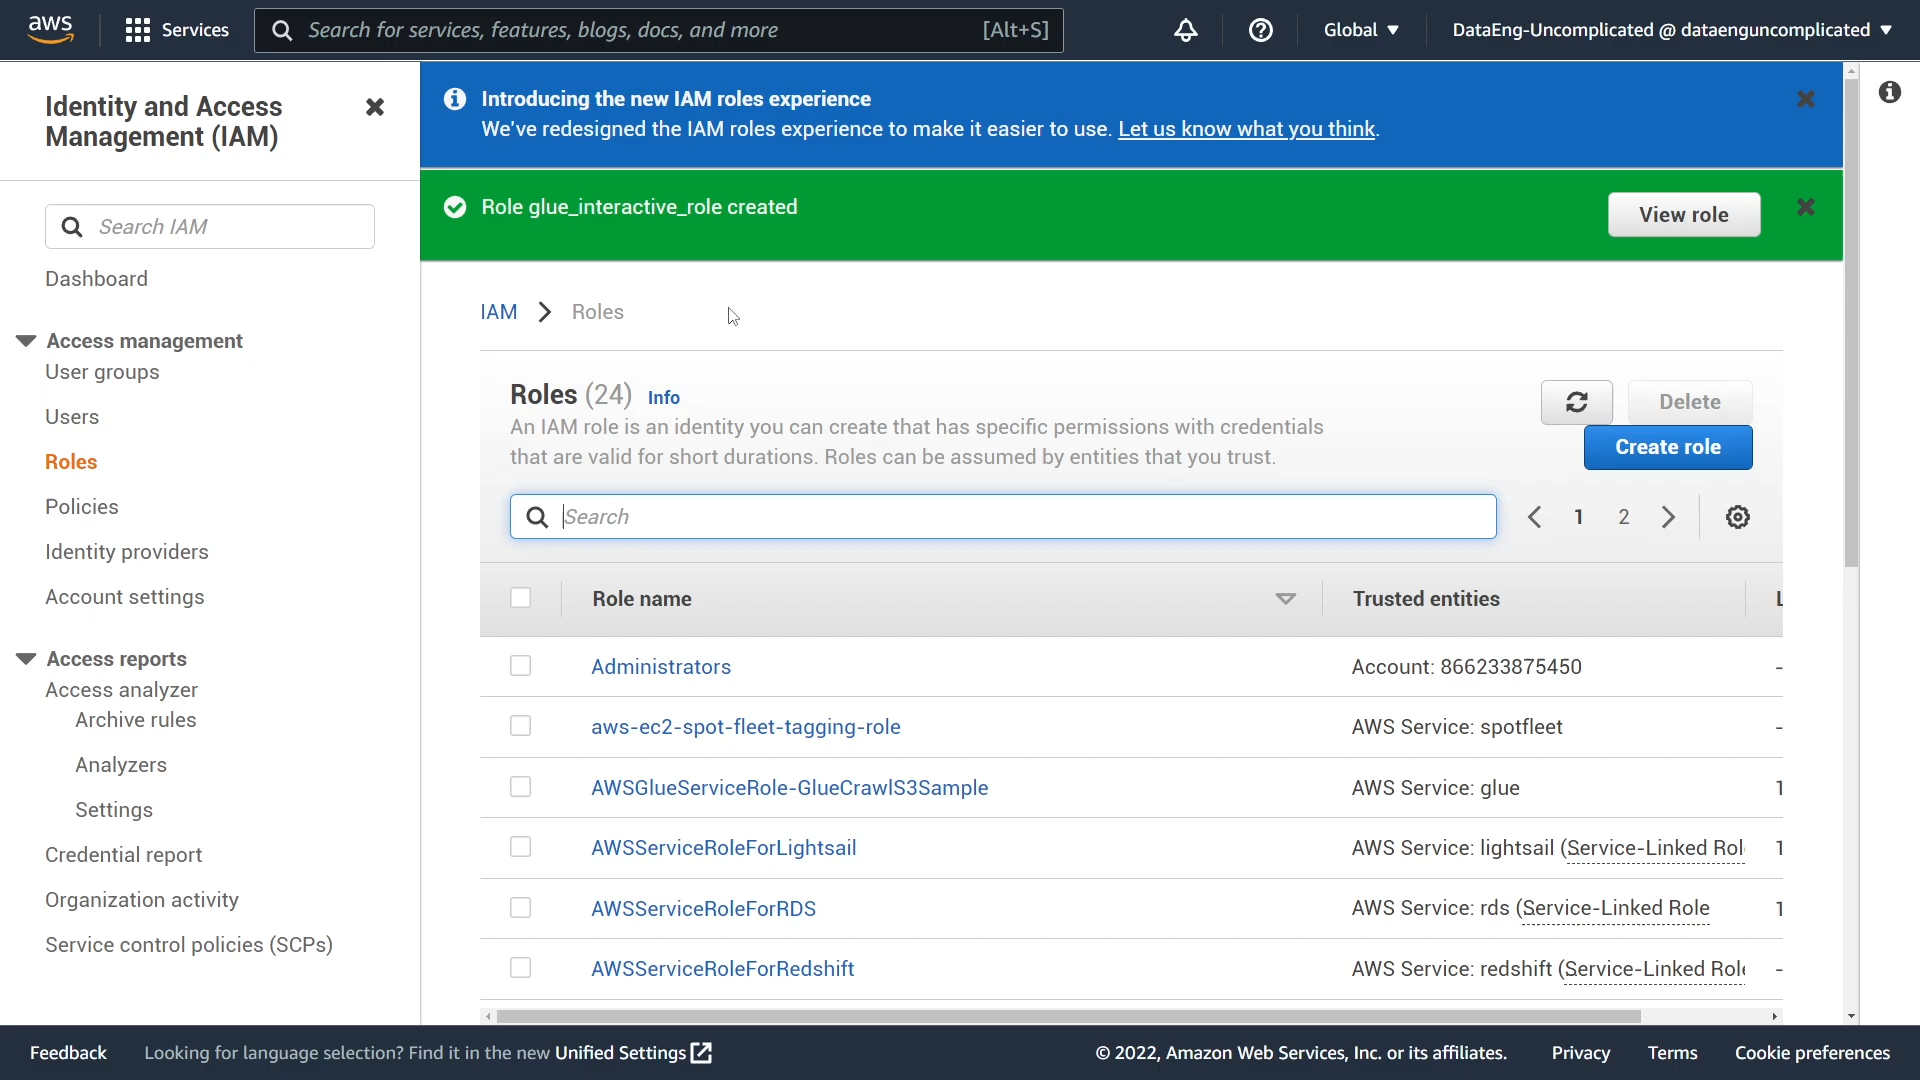 aws
Services
Search for services, features, blogs, docs, and more
[Alt+S]
Global
DataEng-Uncomplicated @ dataenguncomplicated
Identity and Access
Management (IAM)
Search IAM
Dashboard
Access management
User groups
Users
Roles
Policies
Identity providers
Account settings
Access reports
Access analyzer
Archive rules
Analyzers
Settings
Credential report
Organization activity
Service control policies (SCPs)
Introducing the new IAM roles experience
We've redesigned the IAM roles experience to make it easier to use. Let us know what you think.
Role glue_interactive_role created
View role
IAM > Roles
Roles (24) Info
An IAM role is an identity you can create that has specific permissions with credentials
that are valid for short durations. Roles can be assumed by entities that you trust.
Delete
Create role
Search
1 2
Role name Trusted entities L
Administrators Account: 866233875450 -
aws-ec2-spot-fleet-tagging-role AWS Service: spotfleet -
AWSGlueServiceRole-GlueCrawlS3Sample AWS Service: glue 1
AWSServiceRoleForLightsail AWS Service: lightsail (Service-Linked Rol 1
AWSServiceRoleForRDS AWS Service: rds (Service-Linked Role 1
AWSServiceRoleForRedshift AWS Service: redshift (Service-Linked Role -
Feedback
Looking for language selection? Find it in the new Unified Settings
© 2022, Amazon Web Services, Inc. or its affiliates.
Privacy
Terms
Cookie preferences